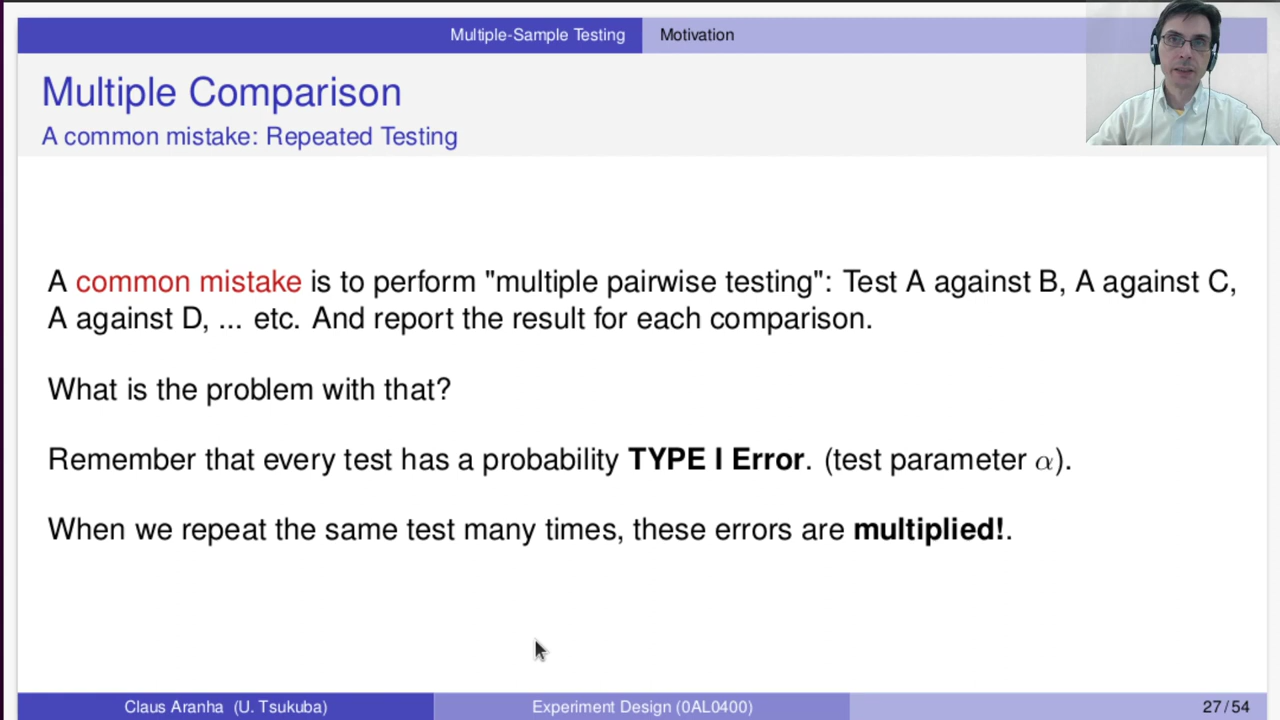 Multiple-Sample Testing Motivation
Multiple Comparison
A common mistake: Repeated Testing
A common mistake is to perform "multiple pairwise testing": Test A against B, A against C,
A against D, ... etc. And report the result for each comparison.
What is the problem with that?
Remember that every test has a probability TYPE I Error. (test parameter α).
When we repeat the same test many times, these errors are multiplied!.
Claus Aranha (U. Tsukuba) Experiment Design (0AL0400) 27/54